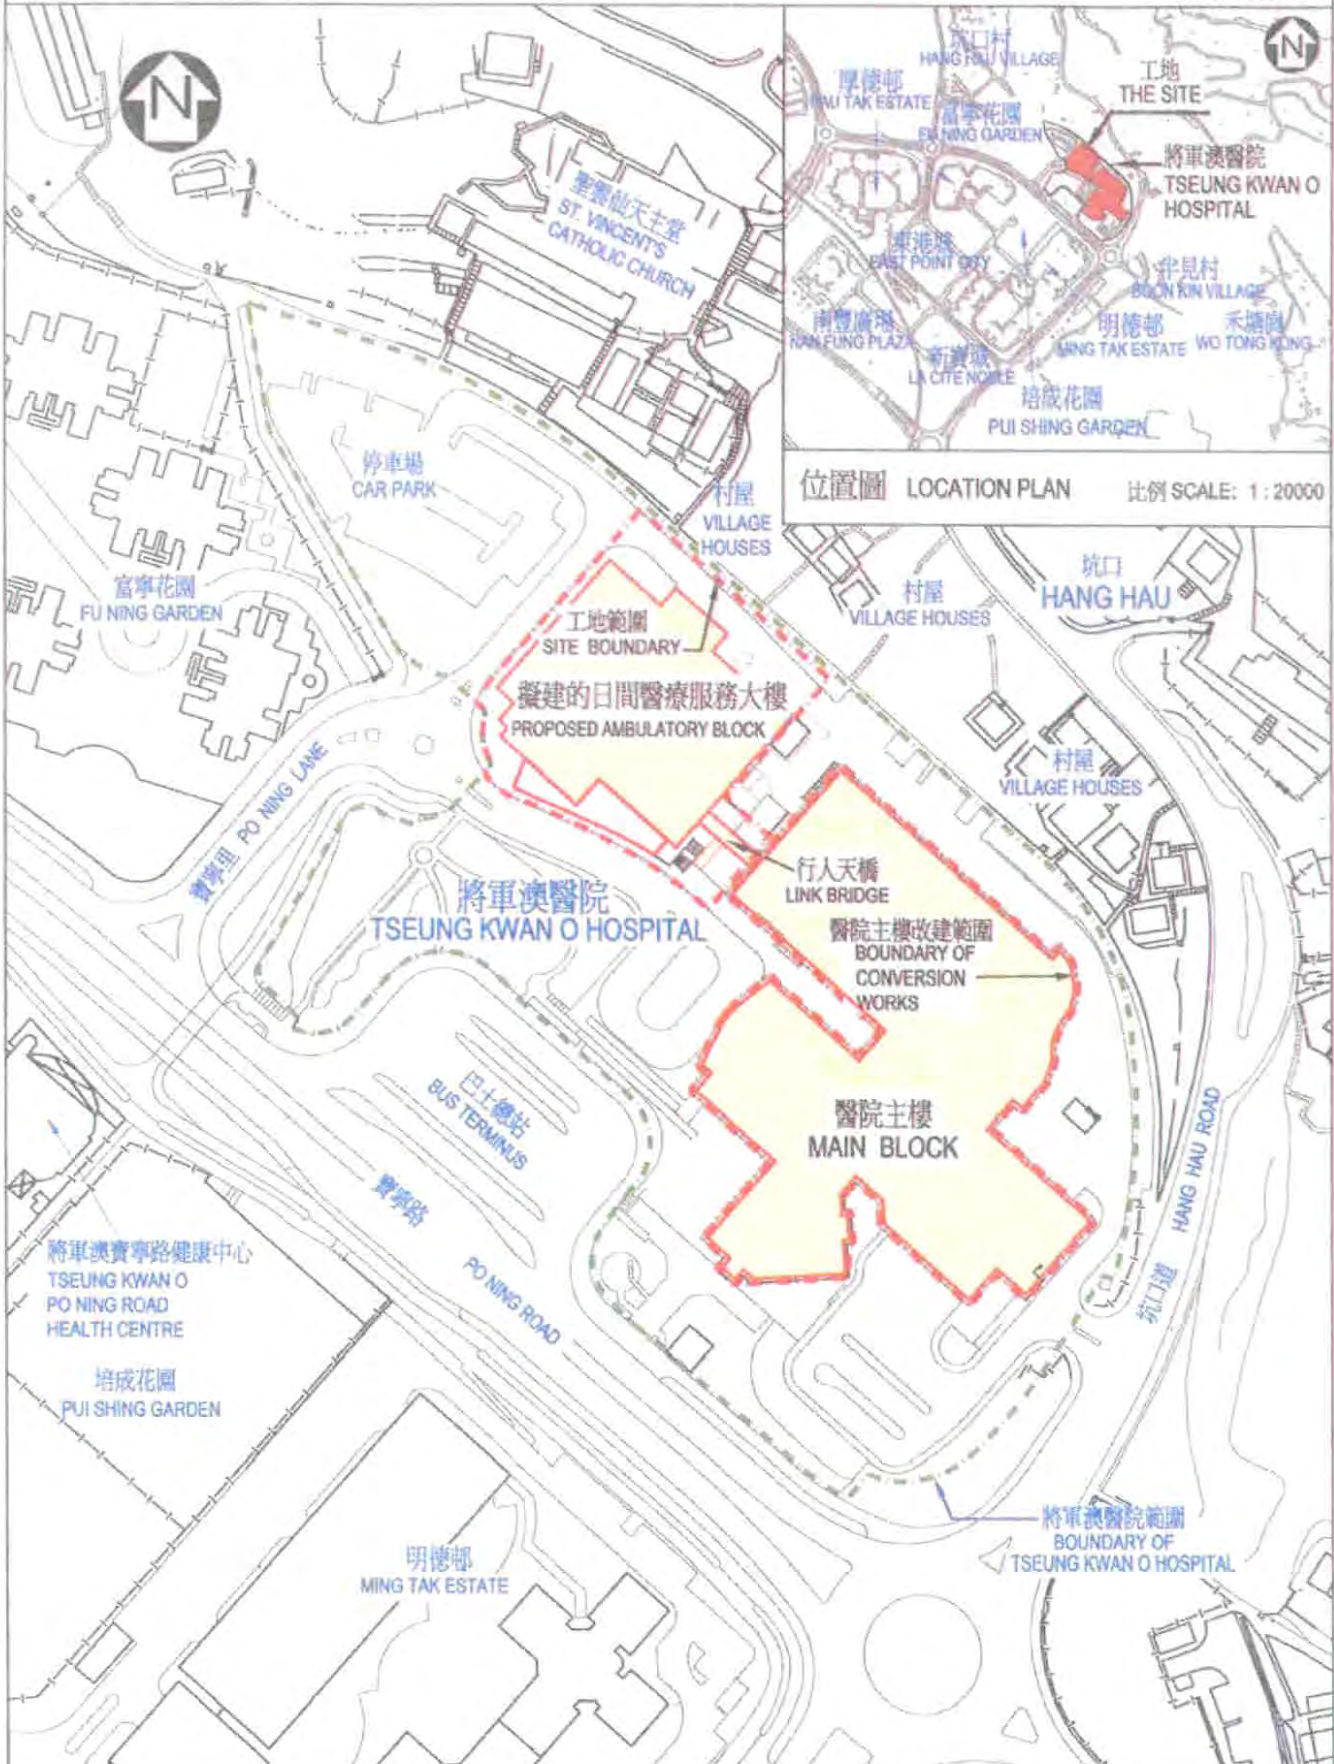 N
聖雲仙天主堂
ST. VINCENT'S
CATHOLIC CHURCH
停車場
CAR PARK
富寧花園
FU NING GARDEN
村屋
VILLAGE
HOUSES
工地範圍
SITE BOUNDARY
擬建的日間醫療服務大樓
PROPOSED AMBULATORY BLOCK
寶寧里 PO NING LANE
將軍澳醫院
TSEUNG KWAN O HOSPITAL
行人天橋
LINK BRIDGE
醫院主樓改建範圍
BOUNDARY OF
CONVERSION
WORKS
醫院主樓
MAIN BLOCK
巴士總站
BUS TERMINUS
寶寧路
PO NING ROAD
將軍澳寶寧路健康中心
TSEUNG KWAN O
PO NING ROAD
HEALTH CENTRE
培成花園
PUI SHING GARDEN
明德邨
MING TAK ESTATE
將軍澳醫院範圍
BOUNDARY OF
TSEUNG KWAN O HOSPITAL
坑口道 HANG HAU ROAD
村屋
VILLAGE HOUSES
坑口
HANG HAU
村屋
VILLAGE HOUSES
N
坑口村
HANG HAU VILLAGE
厚德邨
HAU TAK ESTATE
富寧花園
FU NING GARDEN
工地
THE SITE
將軍澳醫院
TSEUNG KWAN O
HOSPITAL
東港城
EAST POINT CITY
半見村
BOON KIN VILLAGE
南豐廣場
NAN FUNG PLAZA
明德邨
MING TAK ESTATE
禾塘崗
WO TONG KONG
新寶城
LA CITE NOBLE
培成花園
PUI SHING GARDEN
位置圖 LOCATION PLAN
比例 SCALE: 1 : 20000